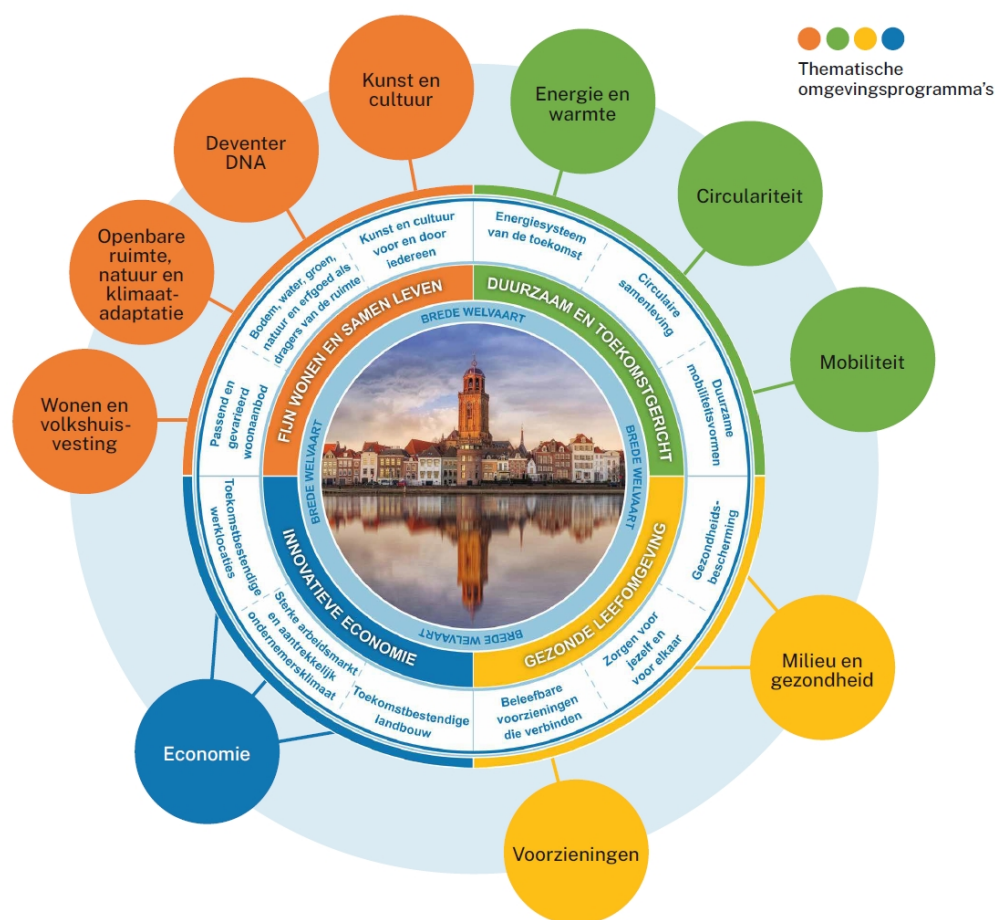 Thematische
omgevingsprogramma's
Kunst en
cultuur
Energie en
warmte
Deventer
DNA
Circulariteit
Openbare
ruimte,
natuur en
klimaat-
adaptatie
Mobiliteit
Wonen en
volkshuis-
vesting
Milieu en
gezondheid
Economie
Voorzieningen
Kunst en cultuur
voor en door
iedereen
Energiesysteem
van de toekomst
Bodem, water, groen,
natuur en erfgoed als
dragers van de ruimte
Circulaire
samenleving
Passend en
gevarieerd
woonaanbod
Duurzame
mobiliteitsvormen
Toekomstbestendige
werklocaties
Gezondheids-
bescherming
Sterke arbeidsmarkt
en aantrekkelijk
ondernemersklimaat
Zorgen voor
jezelf en
voor elkaar
Toekomstbestendige
landbouw
Beleefbare
voorzieningen
die verbinden
FIJN WONEN EN SAMEN LEVEN
DUURZAAM EN TOEKOMSTGERICHT
INNOVATIEVE ECONOMIE
GEZONDE LEEFOMGEVING
BREDE WELVAART
BREDE WELVAART
BREDE WELVAART
BREDE WELVAART